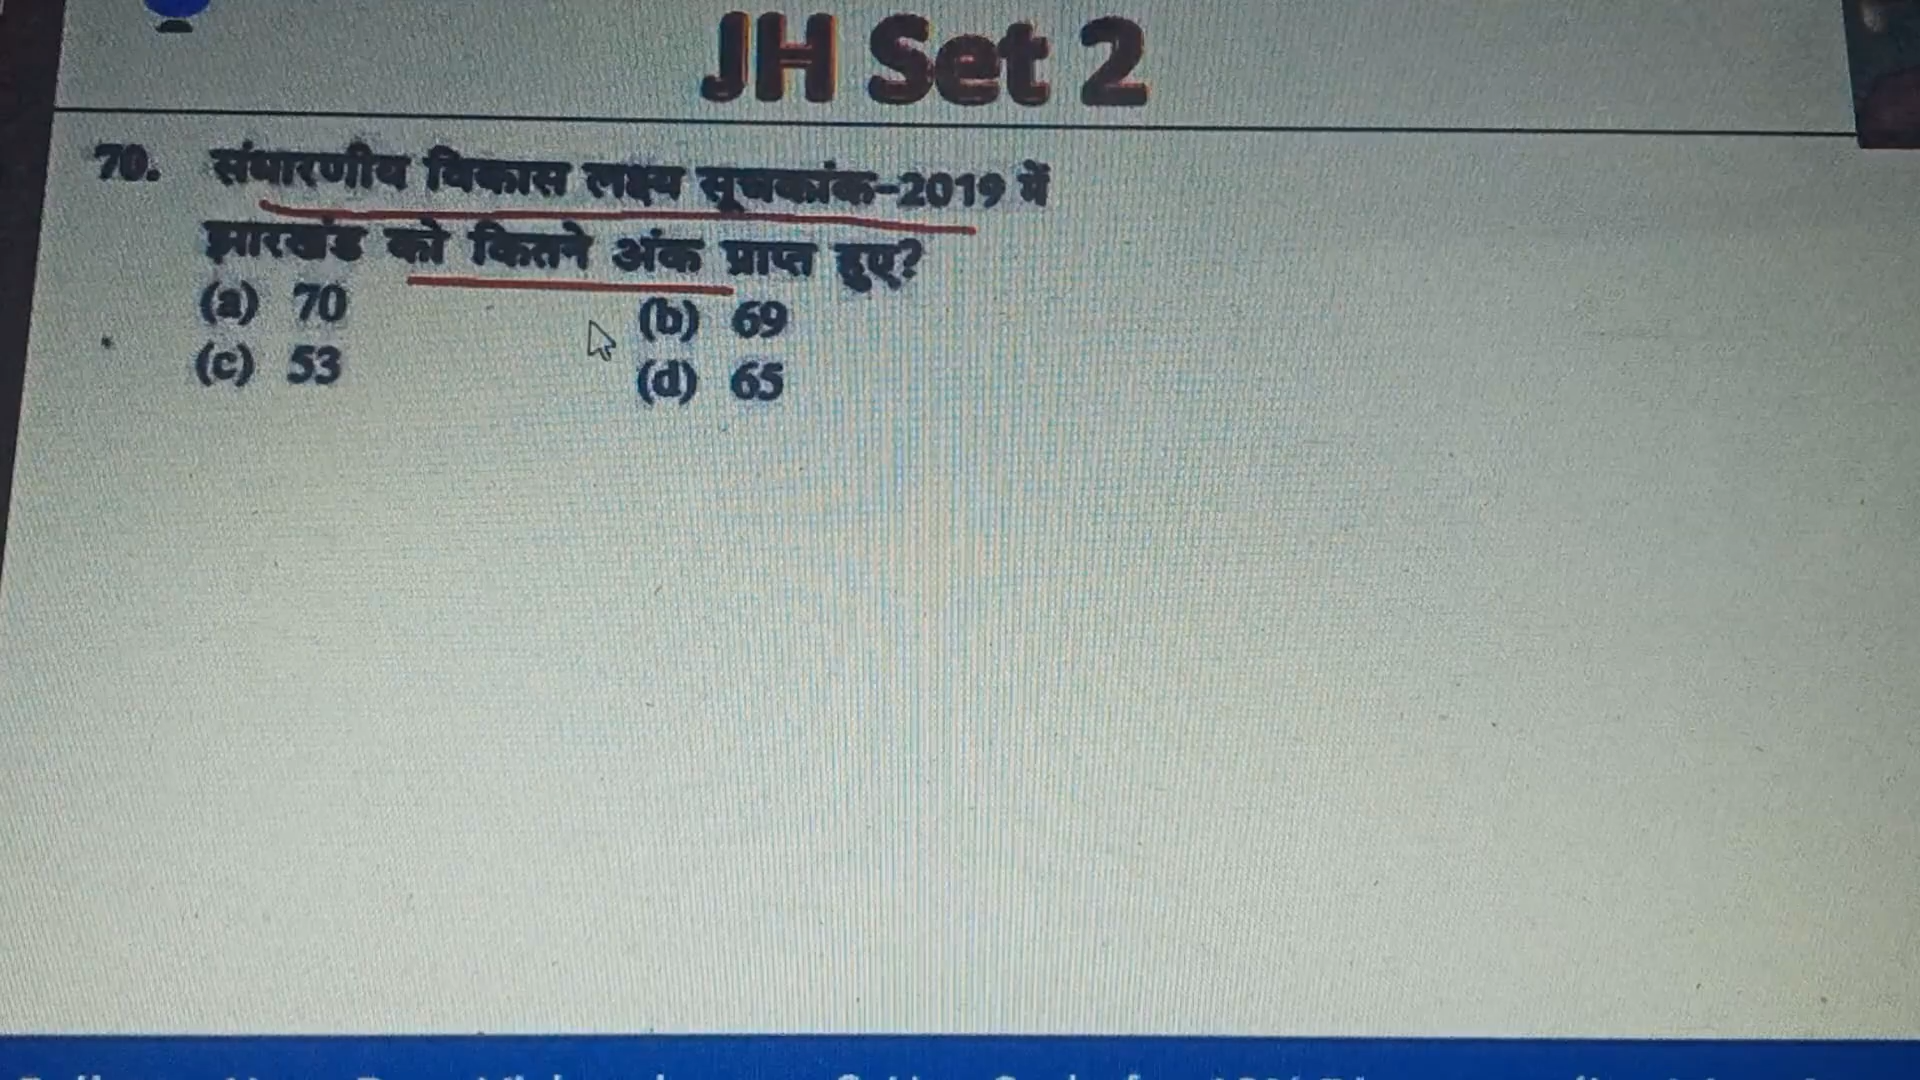 JH Set 2
70. संधारणीय विकास लक्ष्य सूचकांक-2019 में
झारखंड को कितने अंक प्राप्त हुए?
(a) 70 (b) 69
(c) 53 (d) 65